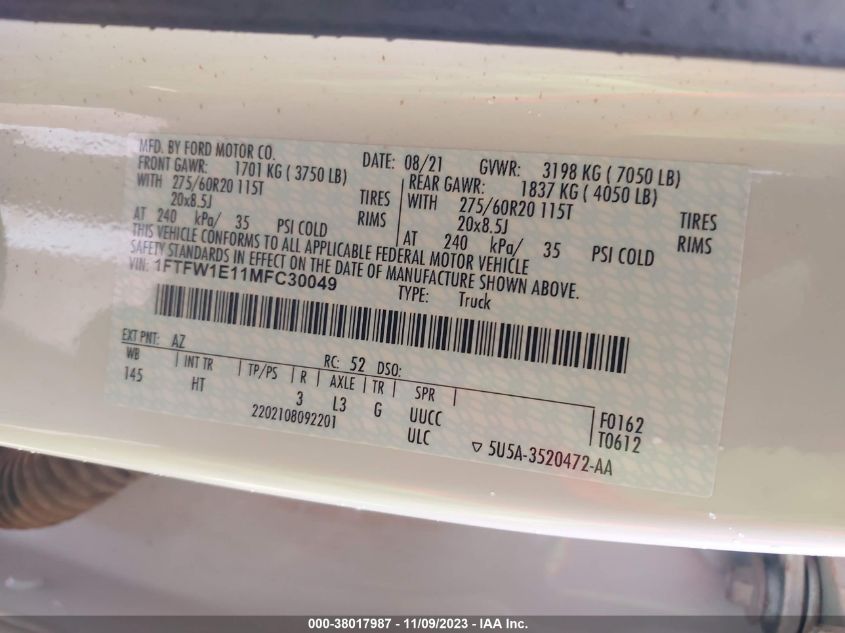 MFD. BY FORD MOTOR CO.
DATE: 08/21 GVWR: 3198 KG ( 7050 LB)
FRONT GAWR: 1701 KG ( 3750 LB)
REAR GAWR: 1837 KG ( 4050 LB)
WITH 275/60R20 115T TIRES
WITH 275/60R20 115T TIRES
20x8.5J RIMS
20x8.5J RIMS
AT 240 kPa/ 35 PSI COLD
AT 240 kPa/ 35 PSI COLD
THIS VEHICLE CONFORMS TO ALL APPLICABLE FEDERAL MOTOR VEHICLE
SAFETY STANDARDS IN EFFECT ON THE DATE OF MANUFACTURE SHOWN ABOVE.
VIN: 1FTFW1E11MFC30049
TYPE: Truck
EXT PNT: AZ RC: 52 DSO:
WB INT TR TP/PS R AXLE TR SPR
145 HT 3 L3 G UUCC
ULC
2202108092201
F0162
T0612
▽ 5U5A-3520472-AA
000-38017987 - 11/09/2023 - IAA Inc.